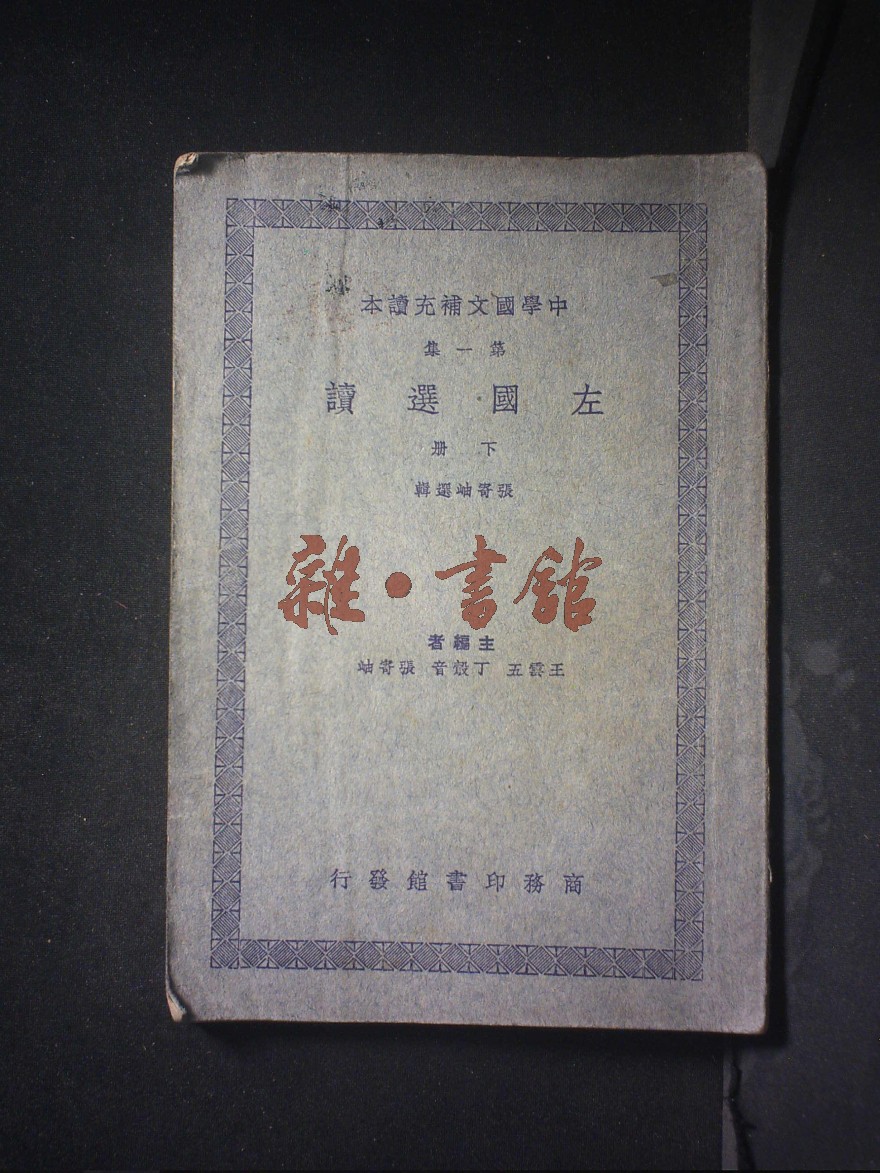 中學國文補充讀本
第一集
左國選讀
下册
張寄岫選輯
雜·書館
主編者
王雲五 丁瑴音 張寄岫
商務印書館發行